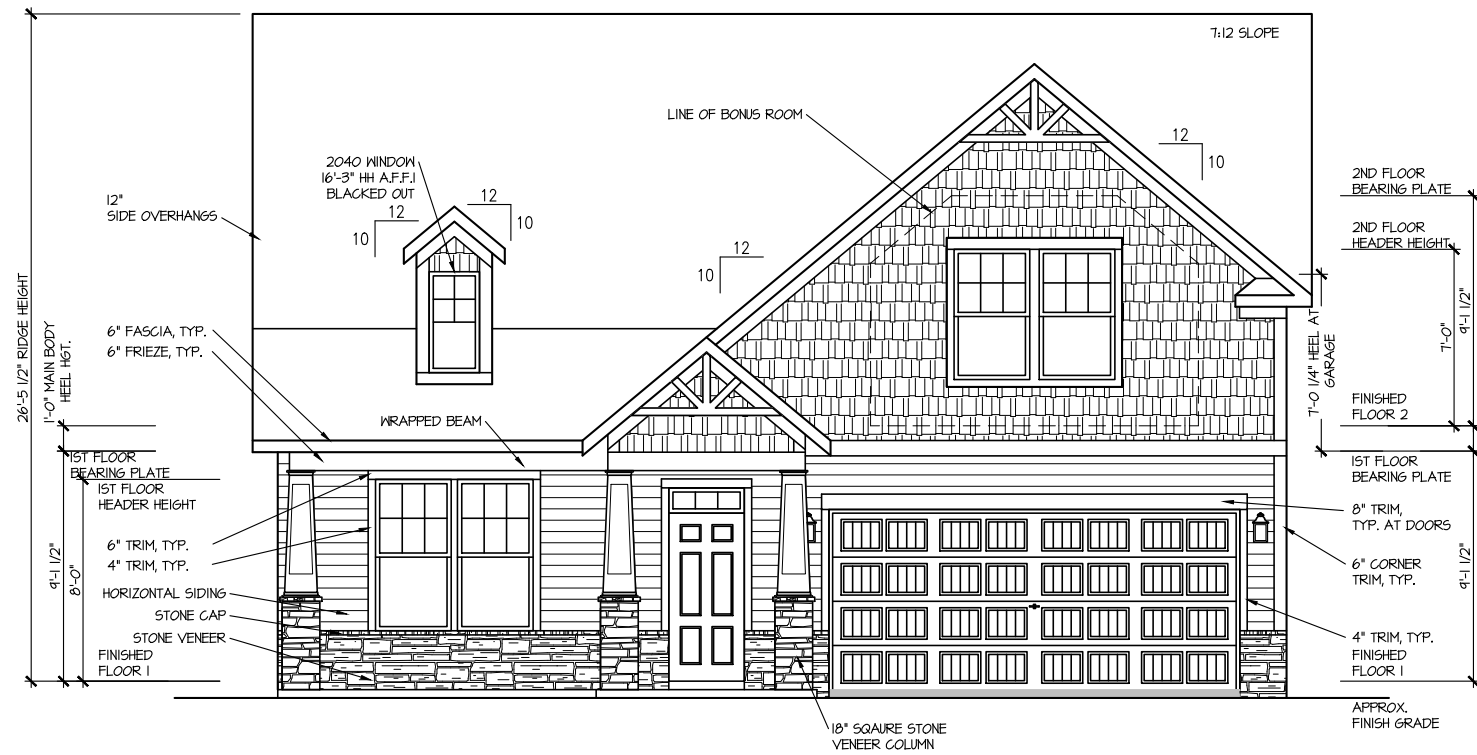 7:12 SLOPE
LINE OF BONUS ROOM
12
10
2040 WINDOW
16'-3" HH A.F.F.1
BLACKED OUT
12"
SIDE OVERHANGS
12
10
12
10
12
10
2ND FLOOR
BEARING PLATE
2ND FLOOR
HEADER HEIGHT
26'-5 1/2" RIDGE HEIGHT
1'-0" MAIN BODY
HEEL HGT.
6" FASCIA, TYP.
6" FRIEZE, TYP.
WRAPPED BEAM
7'-0 1/4" HEEL AT
GARAGE
7'-0"
9'-1 1/2"
FINISHED
FLOOR 2
1ST FLOOR
BEARING PLATE
1ST FLOOR
HEADER HEIGHT
1ST FLOOR
BEARING PLATE
8" TRIM,
TYP. AT DOORS
6" TRIM, TYP.
4" TRIM, TYP.
9'-1 1/2"
8'-0"
6" CORNER
TRIM, TYP.
9'-1 1/2"
HORIZONTAL SIDING
STONE CAP
STONE VENEER
FINISHED
FLOOR 1
4" TRIM, TYP.
FINISHED
FLOOR 1
18" SQAURE STONE
VENEER COLUMN
APPROX.
FINISH GRADE